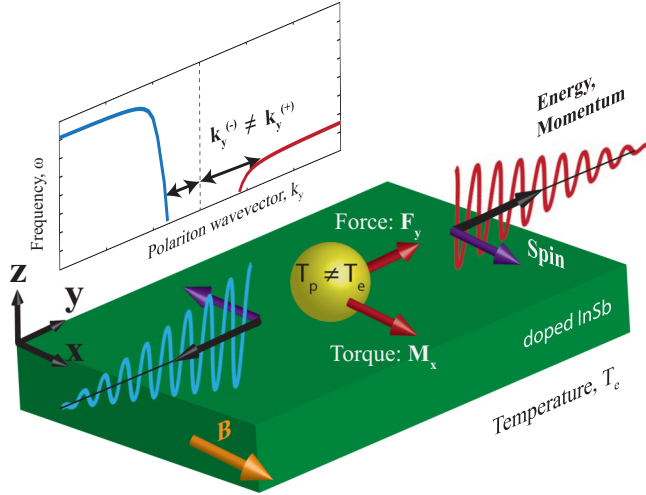 Frequency, ω
k_y^(-) ≠ k_y^(+)
Polariton wavevector, k_y
Energy,
Momentum
Force: F_y
Spin
T_p ≠ T_e
Torque: M_x
z
y
x
doped InSb
B
Temperature, T_e